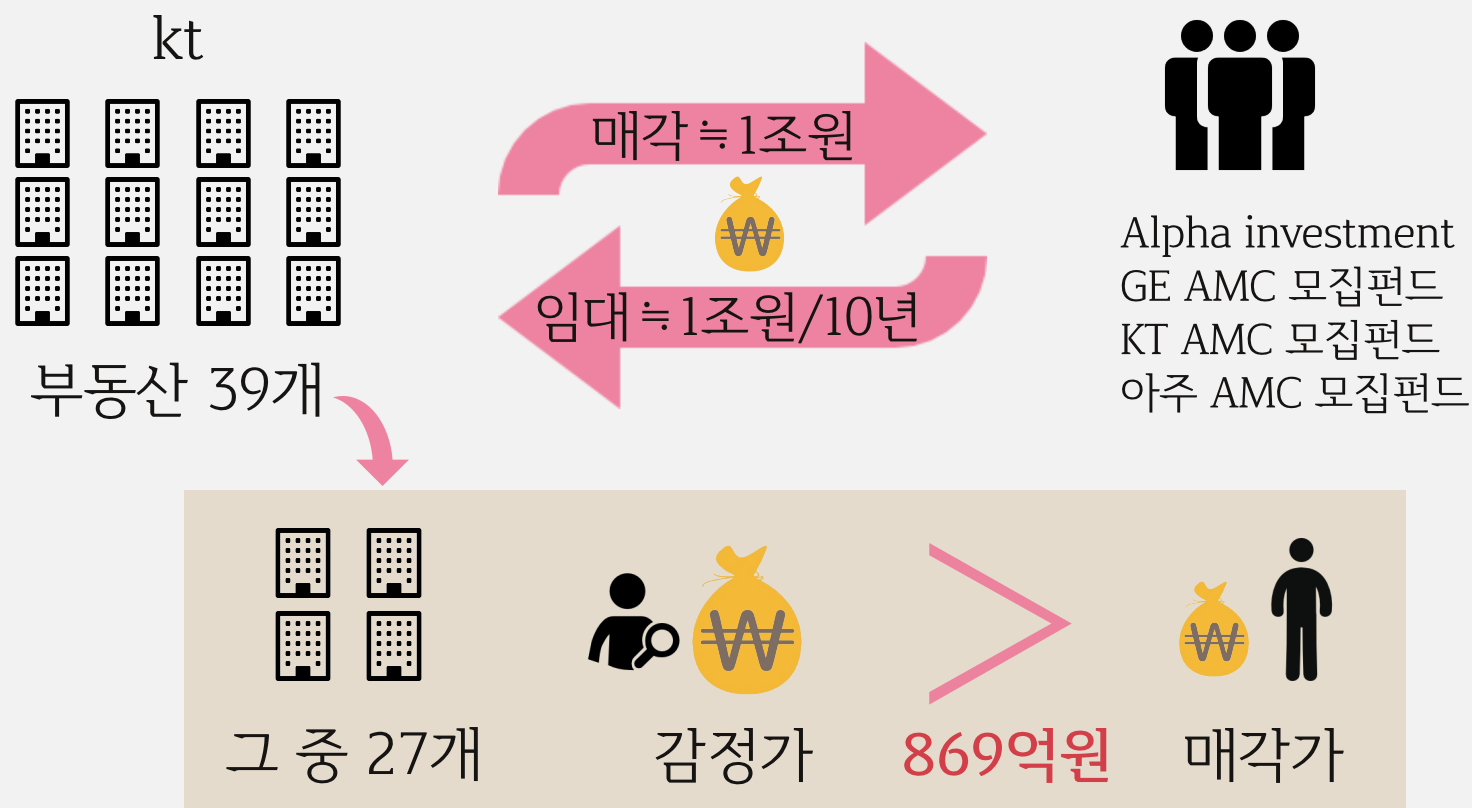 kt
매각 ≒ 1조원
₩
임대 ≒ 1조원/10년
부동산 39개
Alpha investment
GE AMC 모집펀드
KT AMC 모집펀드
아주 AMC 모집펀드
₩
₩
그 중 27개
감정가
869억원
매각가